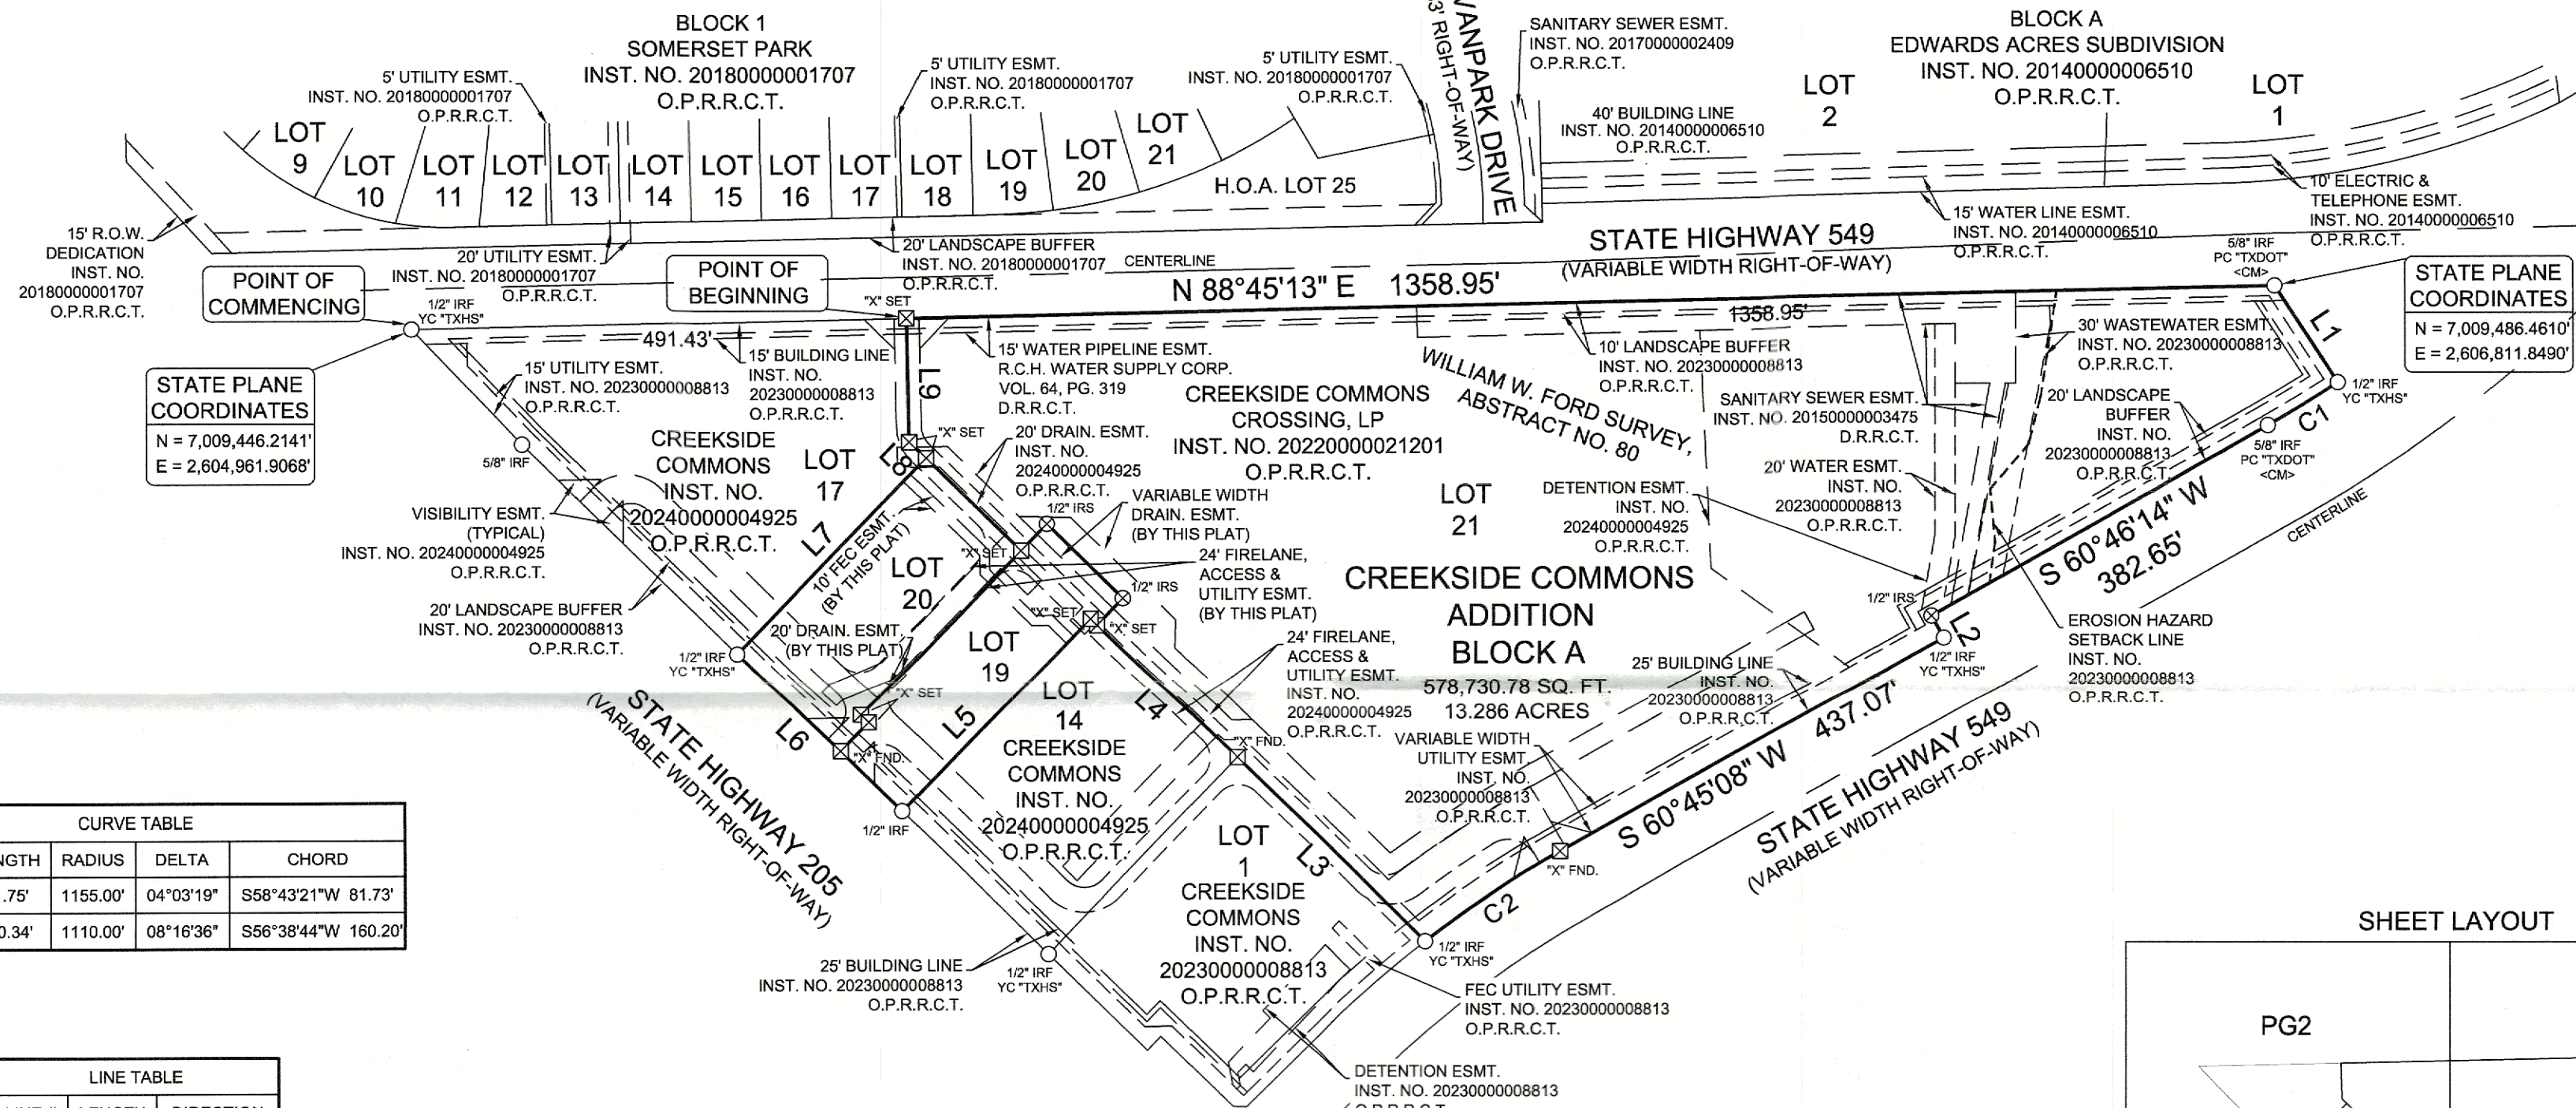 BLOCK 1
SOMERSET PARK
INST. NO. 20180000001707
O.P.R.R.C.T.
5' UTILITY ESMT.
INST. NO. 20180000001707
O.P.R.R.C.T.
5' UTILITY ESMT.
INST. NO. 20180000001707
O.P.R.R.C.T.
5' UTILITY ESMT.
INST. NO. 20180000001707
O.P.R.R.C.T.
VANPARK DRIVE
3' RIGHT-OF-WAY)
SANITARY SEWER ESMT.
INST. NO. 20170000002409
O.P.R.R.C.T.
BLOCK A
EDWARDS ACRES SUBDIVISION
INST. NO. 20140000006510
O.P.R.R.C.T.
LOT
2
LOT
1
40' BUILDING LINE
INST. NO. 20140000006510
O.P.R.R.C.T.
LOT
9
LOT
10
LOT
11
LOT
12
LOT
13
LOT
14
LOT
15
LOT
16
LOT
17
LOT
18
LOT
19
LOT
20
LOT
21
H.O.A. LOT 25
10' ELECTRIC &
TELEPHONE ESMT.
INST. NO. 20140000006510
O.P.R.R.C.T.
15' WATER LINE ESMT.
INST. NO. 20140000006510
O.P.R.R.C.T.
15' R.O.W.
DEDICATION
INST. NO.
20180000001707
O.P.R.R.C.T.
20' UTILITY ESMT.
INST. NO. 20180000001707
O.P.R.R.C.T.
20' LANDSCAPE BUFFER
INST. NO. 20180000001707
O.P.R.R.C.T.
CENTERLINE
STATE HIGHWAY 549
(VARIABLE WIDTH RIGHT-OF-WAY)
N 88°45'13" E 1358.95'
1358.95'
5/8" IRF
PC "TXDOT"
<CM>
STATE PLANE
COORDINATES
N = 7,009,486.4610'
E = 2,606,811.8490'
POINT OF
COMMENCING
1/2" IRF
YC "TXHS"
POINT OF
BEGINNING
"X" SET
491.43'
STATE PLANE
COORDINATES
N = 7,009,446.2141'
E = 2,604,961.9068'
15' UTILITY ESMT.
INST. NO. 20230000008813
O.P.R.R.C.T.
15' BUILDING LINE
INST. NO.
20230000008813
O.P.R.R.C.T.
L9
15' WATER PIPELINE ESMT.
R.C.H. WATER SUPPLY CORP.
VOL. 64, PG. 319
D.R.R.C.T.
CREEKSIDE COMMONS
CROSSING, LP
INST. NO. 20220000021201
O.P.R.R.C.T.
WILLIAM W. FORD SURVEY,
ABSTRACT NO. 80
10' LANDSCAPE BUFFER
INST. NO. 20230000008813
O.P.R.R.C.T.
30' WASTEWATER ESMT.
INST. NO. 20230000008813
O.P.R.R.C.T.
SANITARY SEWER ESMT.
INST. NO. 20150000003475
D.R.R.C.T.
20' LANDSCAPE
BUFFER
INST. NO.
20230000008813
O.P.R.R.C.T.
L1
1/2" IRF
YC "TXHS"
C1
5/8" IRF
PC "TXDOT"
<CM>
5/8" IRF
CREEKSIDE
COMMONS
INST. NO.
20240000004925
O.P.R.R.C.T.
LOT
17
L8
"X" SET
20' DRAIN. ESMT.
INST. NO.
20240000004925
O.P.R.R.C.T.
1/2" IRS
VARIABLE WIDTH
DRAIN. ESMT.
(BY THIS PLAT)
LOT
21
DETENTION ESMT.
INST. NO.
20240000004925
O.P.R.R.C.T.
20' WATER ESMT.
INST. NO.
20230000008813
O.P.R.R.C.T.
S 60°46'14" W
382.65'
CENTERLINE
VISIBILITY ESMT.
(TYPICAL)
INST. NO. 20240000004925
O.P.R.R.C.T.
L7
10' FEC ESMT.
(BY THIS PLAT)
"X" SET
24' FIRELANE,
ACCESS &
UTILITY ESMT.
(BY THIS PLAT)
LOT
20
1/2" IRS
CREEKSIDE COMMONS
ADDITION
BLOCK A
578,730.78 SQ. FT.
13.286 ACRES
1/2" IRS
L2
1/2" IRF
YC "TXHS"
EROSION HAZARD
SETBACK LINE
INST. NO.
20230000008813
O.P.R.R.C.T.
20' LANDSCAPE BUFFER
INST. NO. 20230000008813
O.P.R.R.C.T.
20' DRAIN. ESMT.
(BY THIS PLAT)
"X" SET
"X" SET
LOT
19
24' FIRELANE,
ACCESS &
UTILITY ESMT.
INST. NO.
20240000004925
O.P.R.R.C.T.
1/2" IRF
YC "TXHS"
"X" SET
L4
25' BUILDING LINE
INST. NO.
20230000008813
O.P.R.R.C.T.
L6
"X" FND.
L5
LOT
14
CREEKSIDE
COMMONS
INST. NO.
20240000004925
O.P.R.R.C.T.
"X" FND.
VARIABLE WIDTH
UTILITY ESMT.
INST. NO.
20230000008813
O.P.R.R.C.T.
S 60°45'08" W 437.07'
STATE HIGHWAY 549
(VARIABLE WIDTH RIGHT-OF-WAY)
STATE HIGHWAY 205
(VARIABLE WIDTH RIGHT-OF-WAY)
1/2" IRF
LOT
1
CREEKSIDE
COMMONS
INST. NO.
20230000008813
O.P.R.R.C.T.
L3
"X" FND.
C2
1/2" IRF
YC "TXHS"
25' BUILDING LINE
INST. NO. 20230000008813
O.P.R.R.C.T.
1/2" IRF
YC "TXHS"
FEC UTILITY ESMT.
INST. NO. 20230000008813
O.P.R.R.C.T.
DETENTION ESMT.
INST. NO. 20230000008813
CURVE TABLE
NGTH RADIUS DELTA CHORD
.75' 1155.00' 04°03'19" S58°43'21"W 81.73'
0.34' 1110.00' 08°16'36" S56°38'44"W 160.20'
LINE TABLE
SHEET LAYOUT
PG2